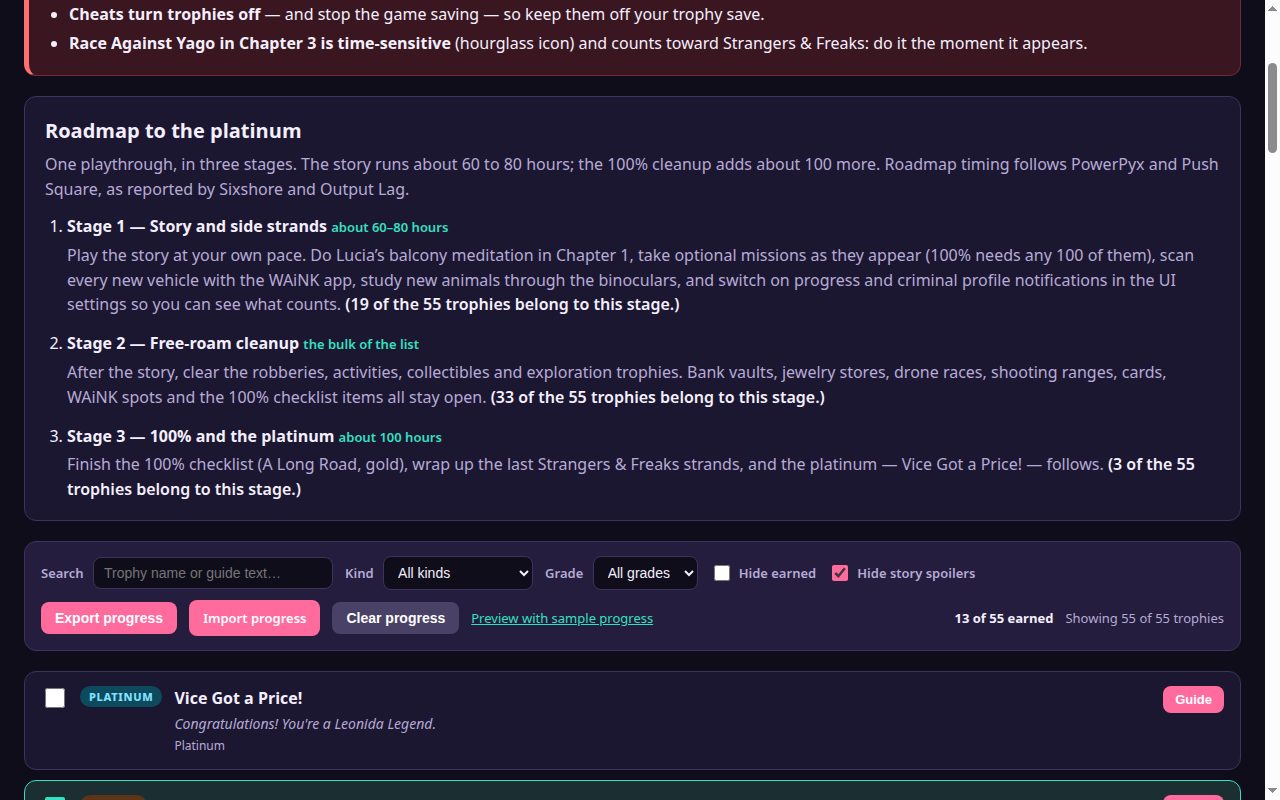 Cheats turn trophies off — and stop the game saving — so keep them off your trophy save.
Race Against Yago in Chapter 3 is time-sensitive (hourglass icon) and counts toward Strangers & Freaks: do it the moment it appears.
Roadmap to the platinum
One playthrough, in three stages. The story runs about 60 to 80 hours; the 100% cleanup adds about 100 more. Roadmap timing follows PowerPyx and Push
Square, as reported by Sixshore and Output Lag.
1. Stage 1 — Story and side strands about 60–80 hours
Play the story at your own pace. Do Lucia’s balcony meditation in Chapter 1, take optional missions as they appear (100% needs any 100 of them), scan
every new vehicle with the WAiNK app, study new animals through the binoculars, and switch on progress and criminal profile notifications in the UI
settings so you can see what counts. (19 of the 55 trophies belong to this stage.)
2. Stage 2 — Free-roam cleanup the bulk of the list
After the story, clear the robberies, activities, collectibles and exploration trophies. Bank vaults, jewelry stores, drone races, shooting ranges, cards,
WAiNK spots and the 100% checklist items all stay open. (33 of the 55 trophies belong to this stage.)
3. Stage 3 — 100% and the platinum about 100 hours
Finish the 100% checklist (A Long Road, gold), wrap up the last Strangers & Freaks strands, and the platinum — Vice Got a Price! — follows. (3 of the 55
trophies belong to this stage.)
Search Trophy name or guide text… Kind All kinds Grade All grades Hide earned Hide story spoilers
Export progress Import progress Clear progress Preview with sample progress 13 of 55 earned Showing 55 of 55 trophies
PLATINUM Vice Got a Price! Guide
Congratulations! You're a Leonida Legend.
Platinum